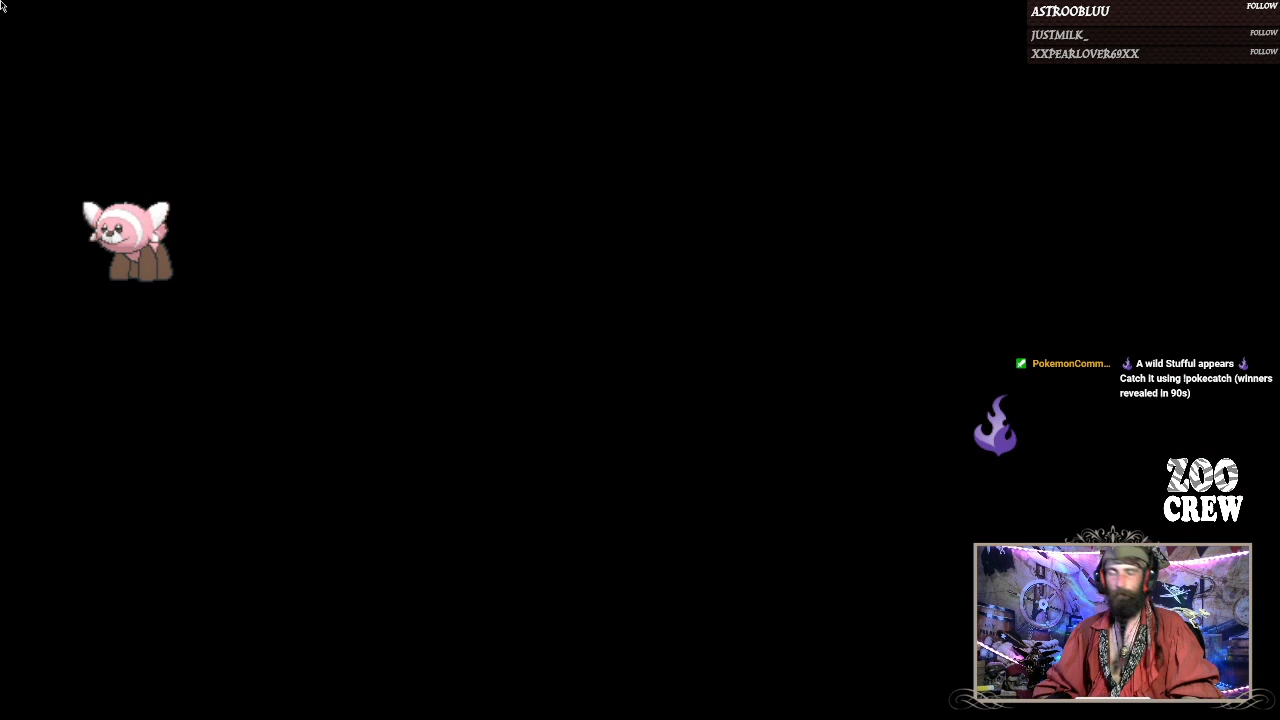 ASTROOBLUU FOLLOW
JUSTMILK_ FOLLOW
XXPEARLOVER69XX FOLLOW
PokemonComm... A wild Stufful appears
Catch it using !pokecatch (winners
revealed in 90s)
ZOO
CREW